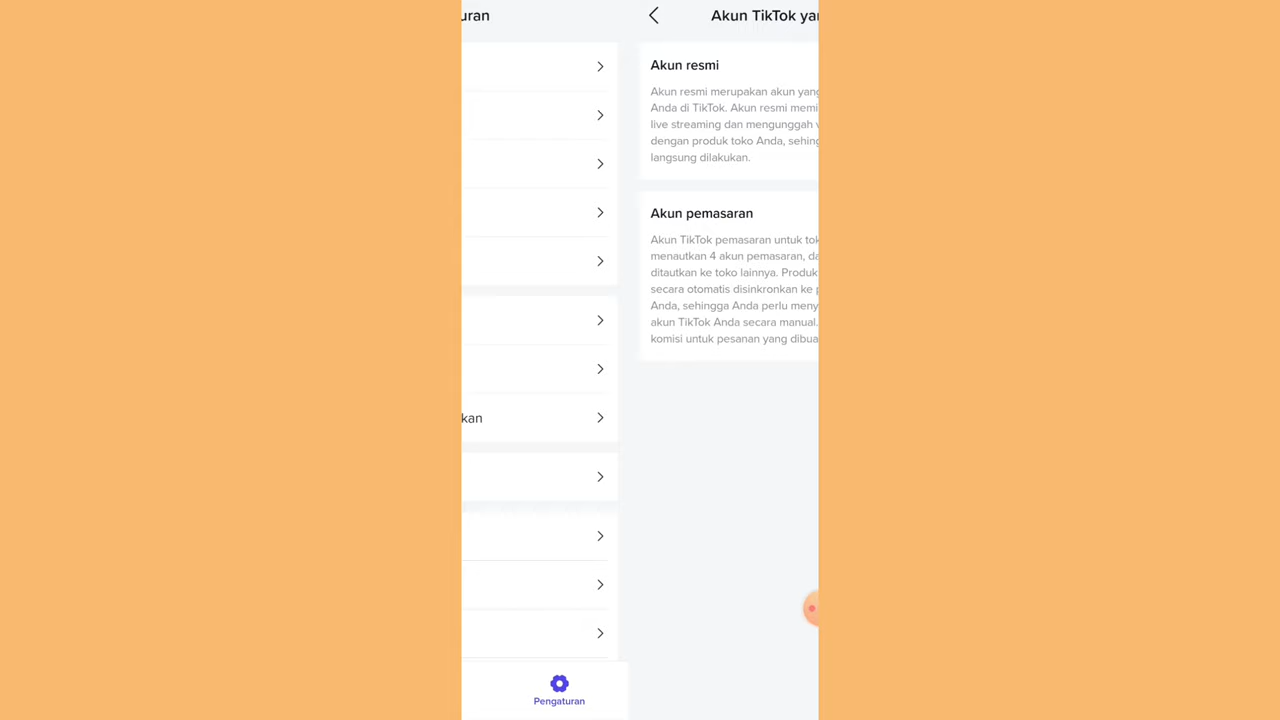 uran
Akun TikTok yan
Akun resmi
Akun resmi merupakan akun yang
Anda di TikTok. Akun resmi memi
live streaming dan mengunggah v
dengan produk toko Anda, sehing
langsung dilakukan.
Akun pemasaran
Akun TikTok pemasaran untuk tok
menautkan 4 akun pemasaran, da
ditautkan ke toko lainnya. Produk
secara otomatis disinkronkan ke p
Anda, sehingga Anda perlu meny
akun TikTok Anda secara manual.
komisi untuk pesanan yang dibua
kan
Pengaturan